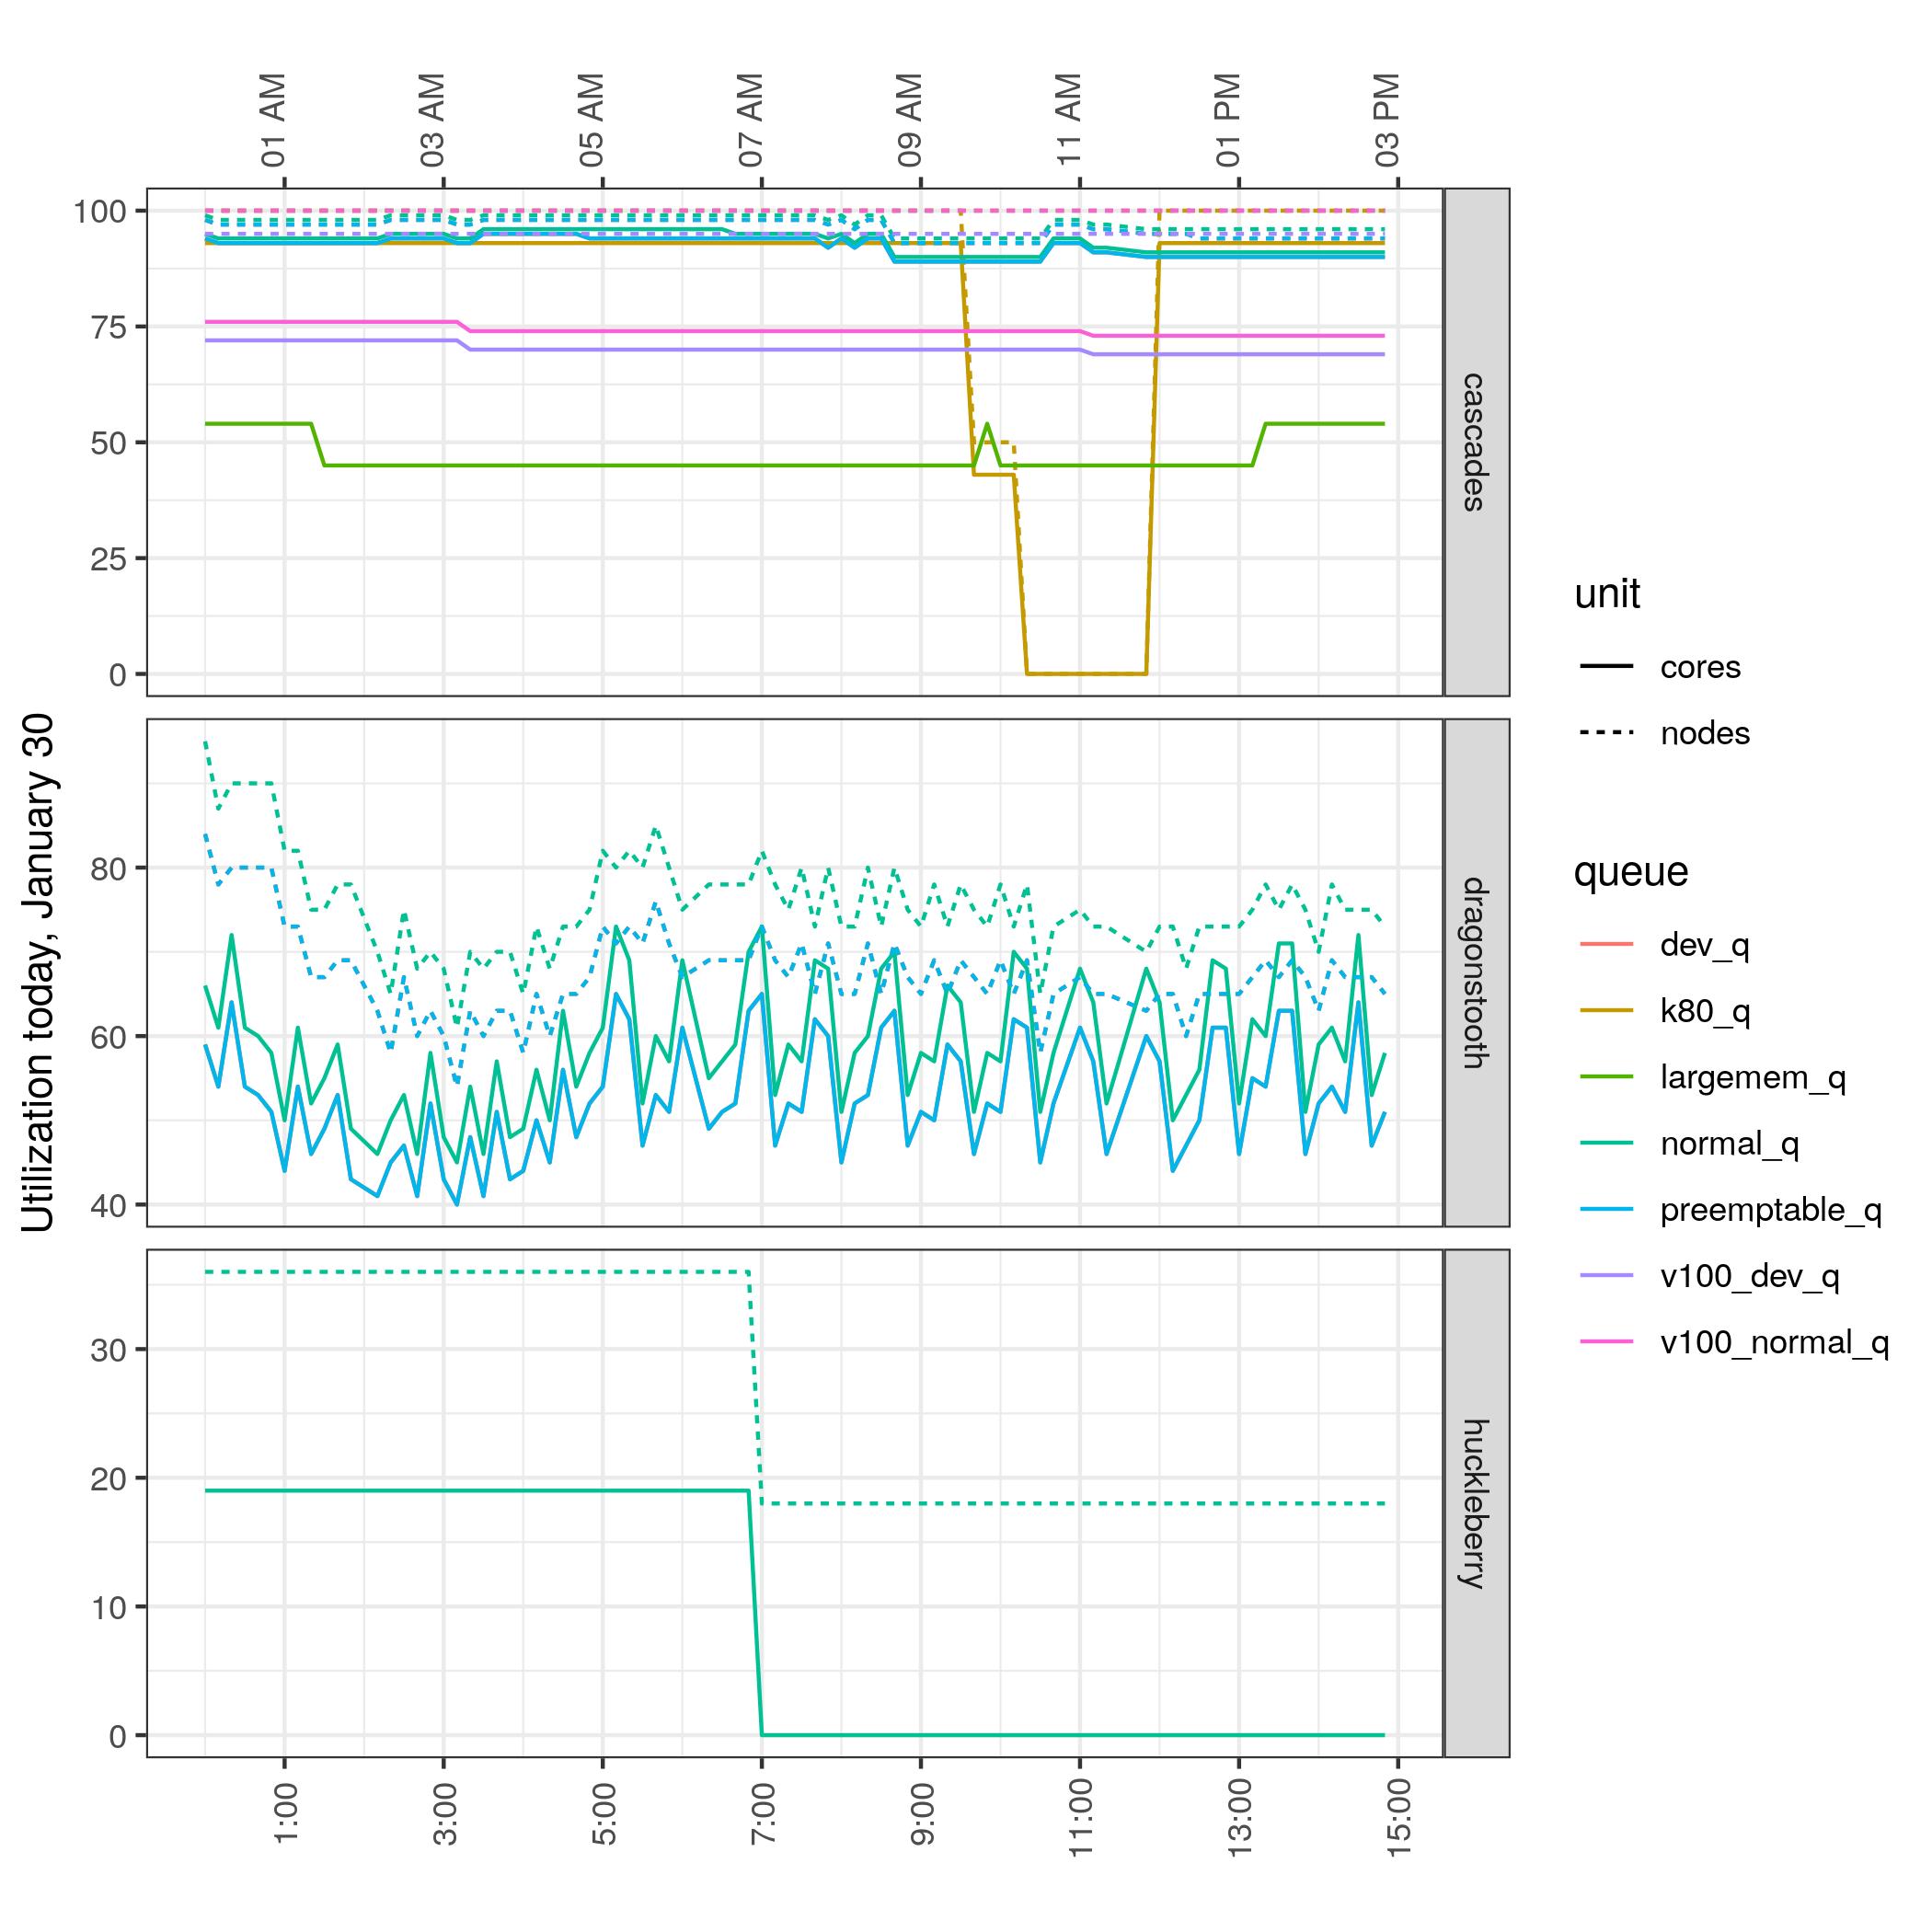 01 AM
03 AM
05 AM
07 AM
09 AM
11 AM
01 PM
03 PM
Utilization today, January 30
100
75
50
25
0
cascades
80
60
40
dragonstooth
30
20
10
0
huckleberry
1:00
3:00
5:00
7:00
9:00
11:00
13:00
15:00
unit
cores
nodes
queue
dev_q
k80_q
largemem_q
normal_q
preemptable_q
v100_dev_q
v100_normal_q